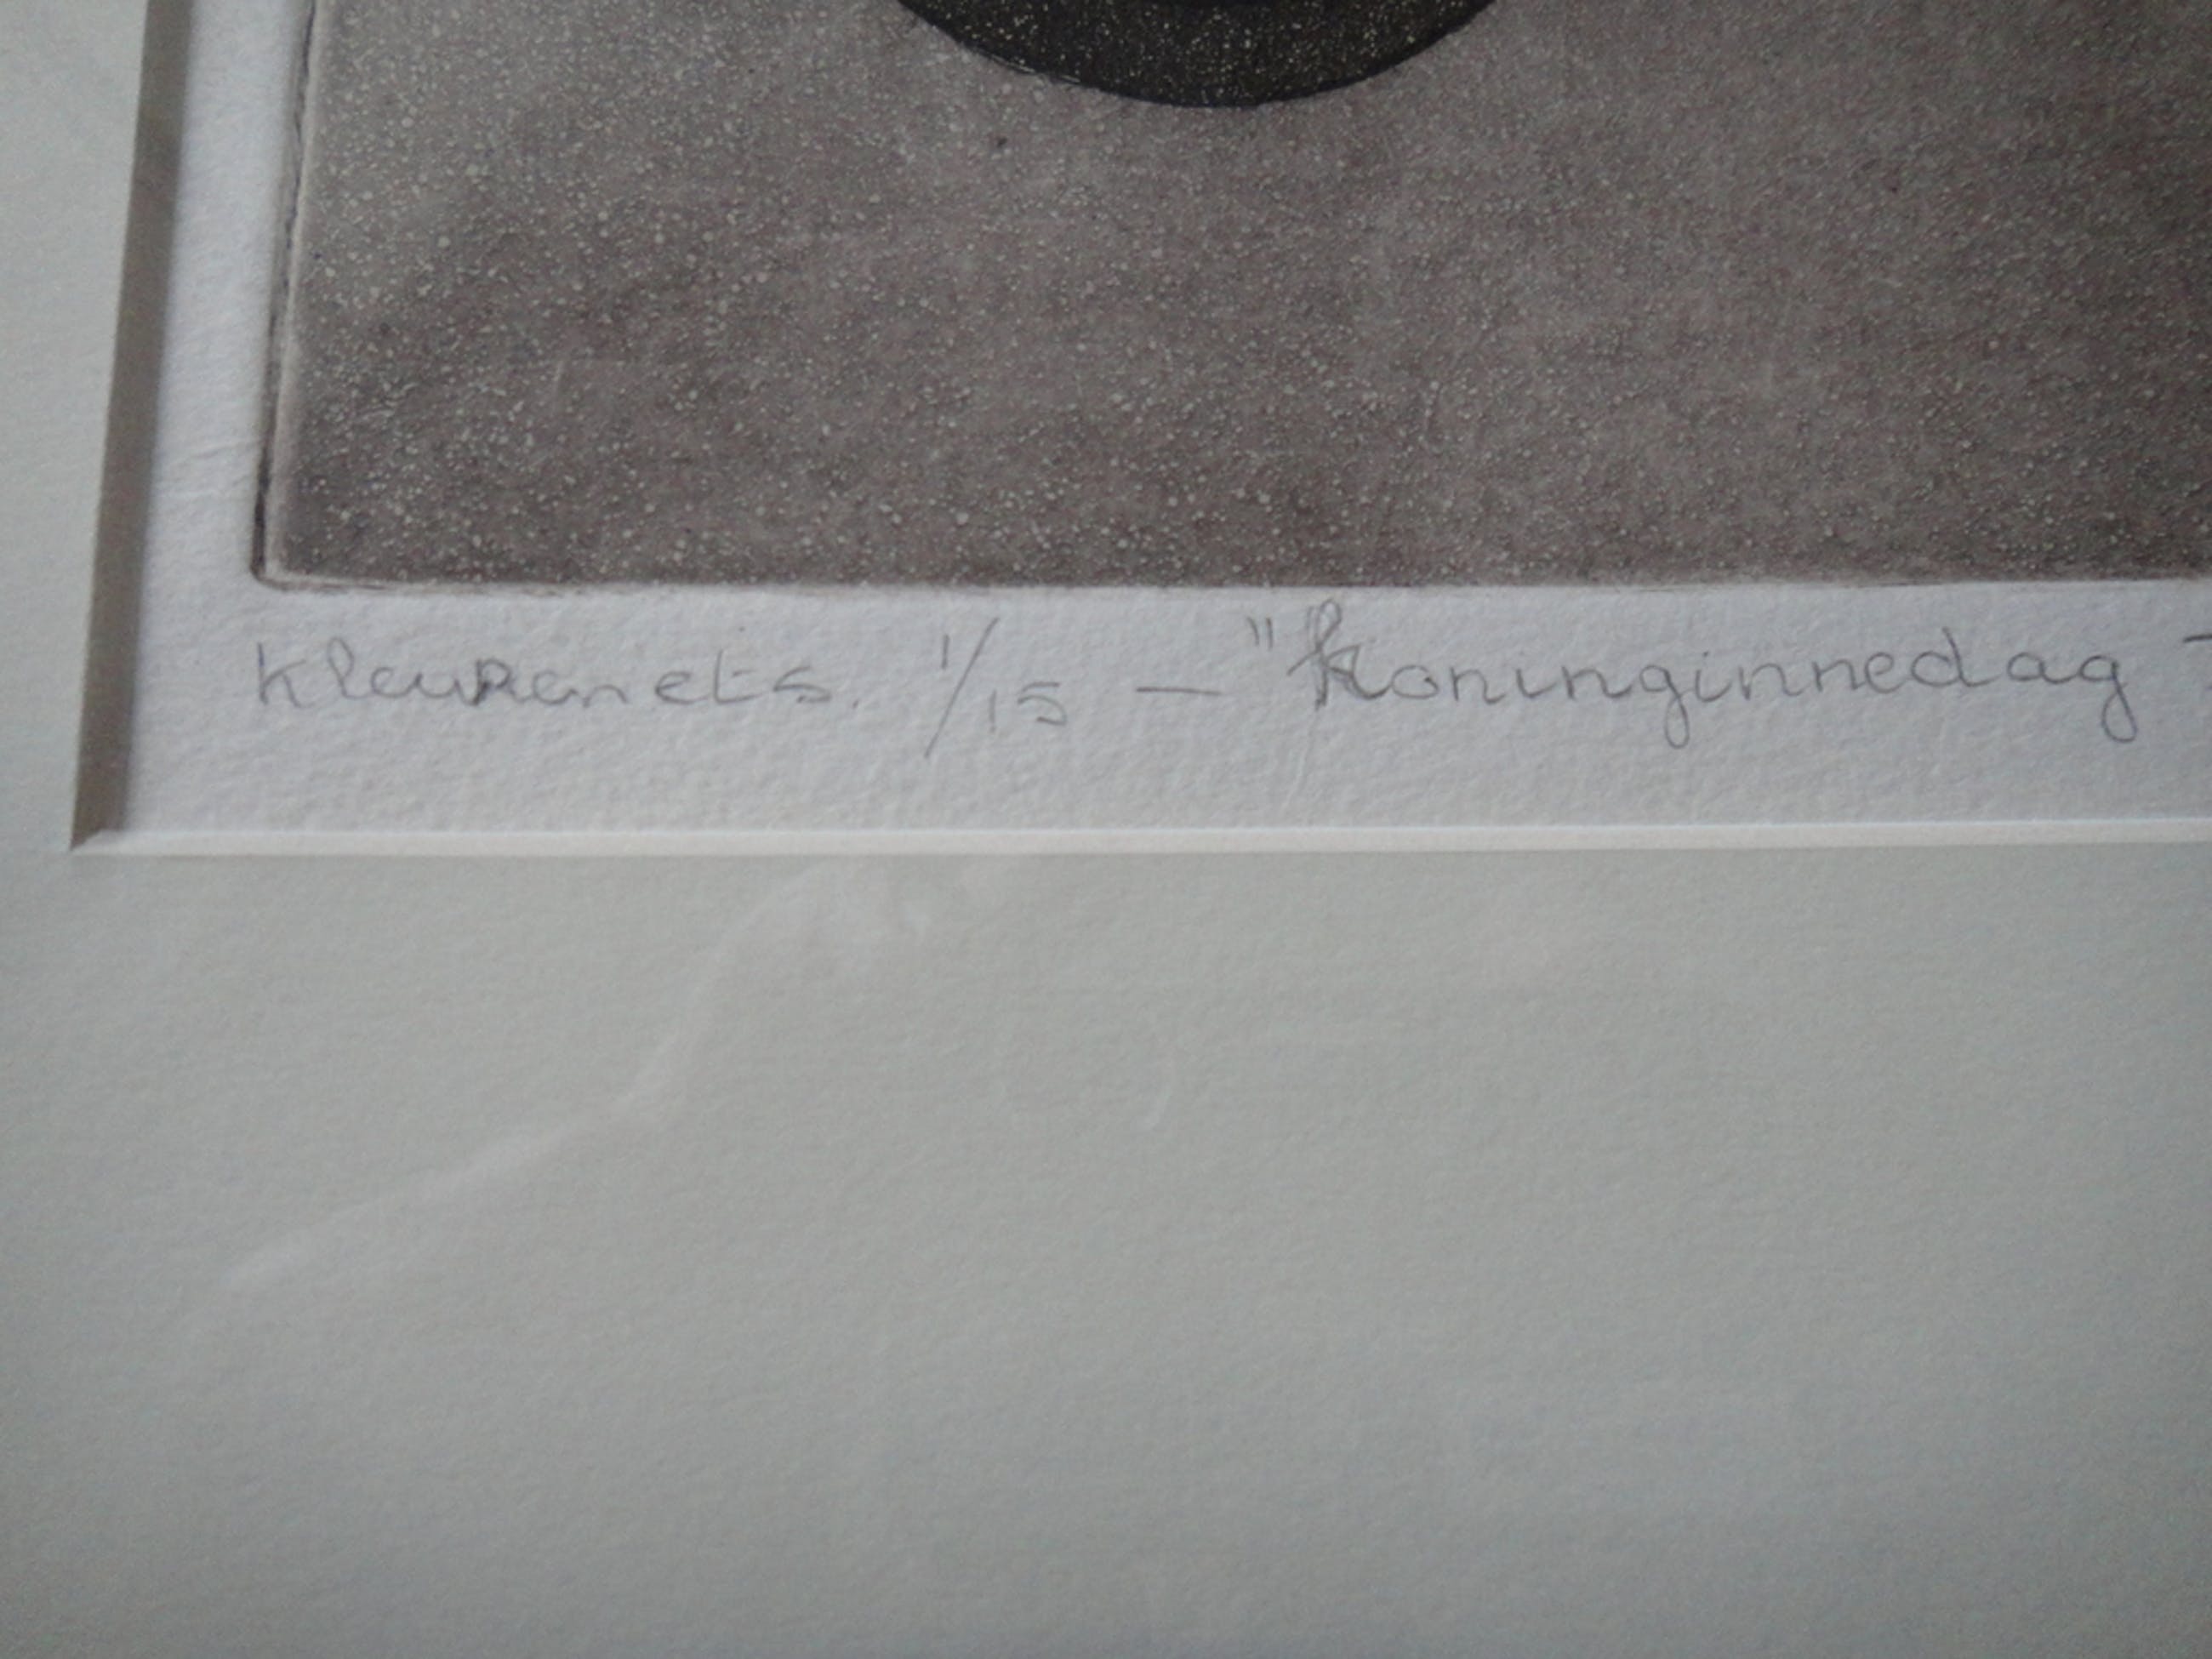 Kleurenets. 1/15 — "Koninginnedag -